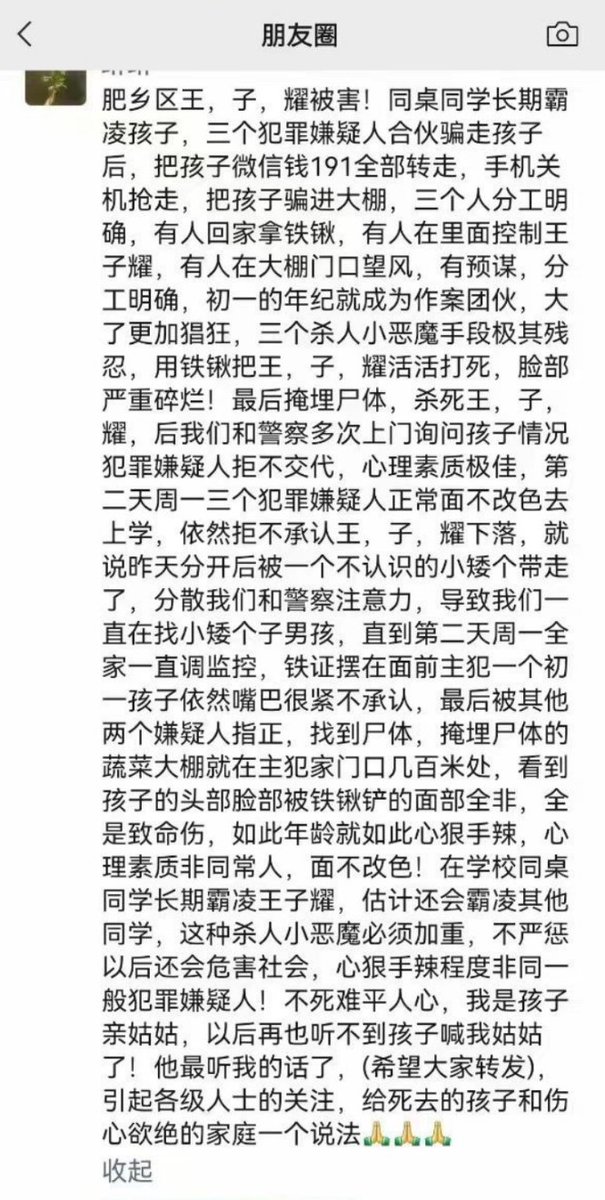 朋友圈
肥乡区王，子，耀被害！同桌同学长期霸
凌孩子，三个犯罪嫌疑人合伙骗走孩子
后，把孩子微信钱191全部转走，手机关
机抢走，把孩子骗进大棚，三个人分工明
确，有人回家拿铁锹，有人在里面控制王
子耀，有人在大棚门口望风，有预谋，分
工明确，初一的年纪就成为作案团伙，大
了更加猖狂，三个杀人小恶魔手段极其残
忍，用铁锹把王，子，耀活活打死，脸部
严重碎烂！最后掩埋尸体，杀死王，子，
耀，后我们和警察多次上门询问孩子情况
犯罪嫌疑人拒不交代，心理素质极佳，第
二天周一三个犯罪嫌疑人正常面不改色去
上学，依然拒不承认王，子，耀下落，就
说昨天分开后被一个不认识的小矮个带走
了，分散我们和警察注意力，导致我们一
直在找小矮个子男孩，直到第二天周一全
家一直调监控，铁证摆在面前主犯一个初
一孩子依然嘴巴很紧不承认，最后被其他
两个嫌疑人指正，找到尸体，掩埋尸体的
蔬菜大棚就在主犯家门口几百米处，看到
孩子的头部脸部被铁锹铲的面部全非，全
是致命伤，如此年龄就如此心狠手辣，心
理素质非同常人，面不改色！在学校同桌
同学长期霸凌王子耀，估计还会霸凌其他
同学，这种杀人小恶魔必须加重，不严惩
以后还会危害社会，心狠手辣程度非同一
般犯罪嫌疑人！不死难平人心，我是孩子
亲姑姑，以后再也听不到孩子喊我姑姑
了！他最听我的话了，(希望大家转发)，
引起各级人士的关注，给死去的孩子和伤
心欲绝的家庭一个说法🙏🙏🙏
收起